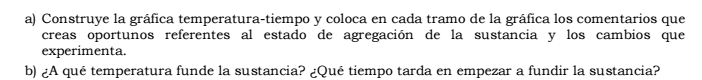 a) Construye la gráfica temperatura-tiempo y coloca en cada tramo de la gráfica los comentarios que
creas oportunos referentes al estado de agregación de la sustancia y los cambios que
experimenta.
b) ¿A qué temperatura funde la sustancia? ¿Qué tiempo tarda en empezar a fundir la sustancia?